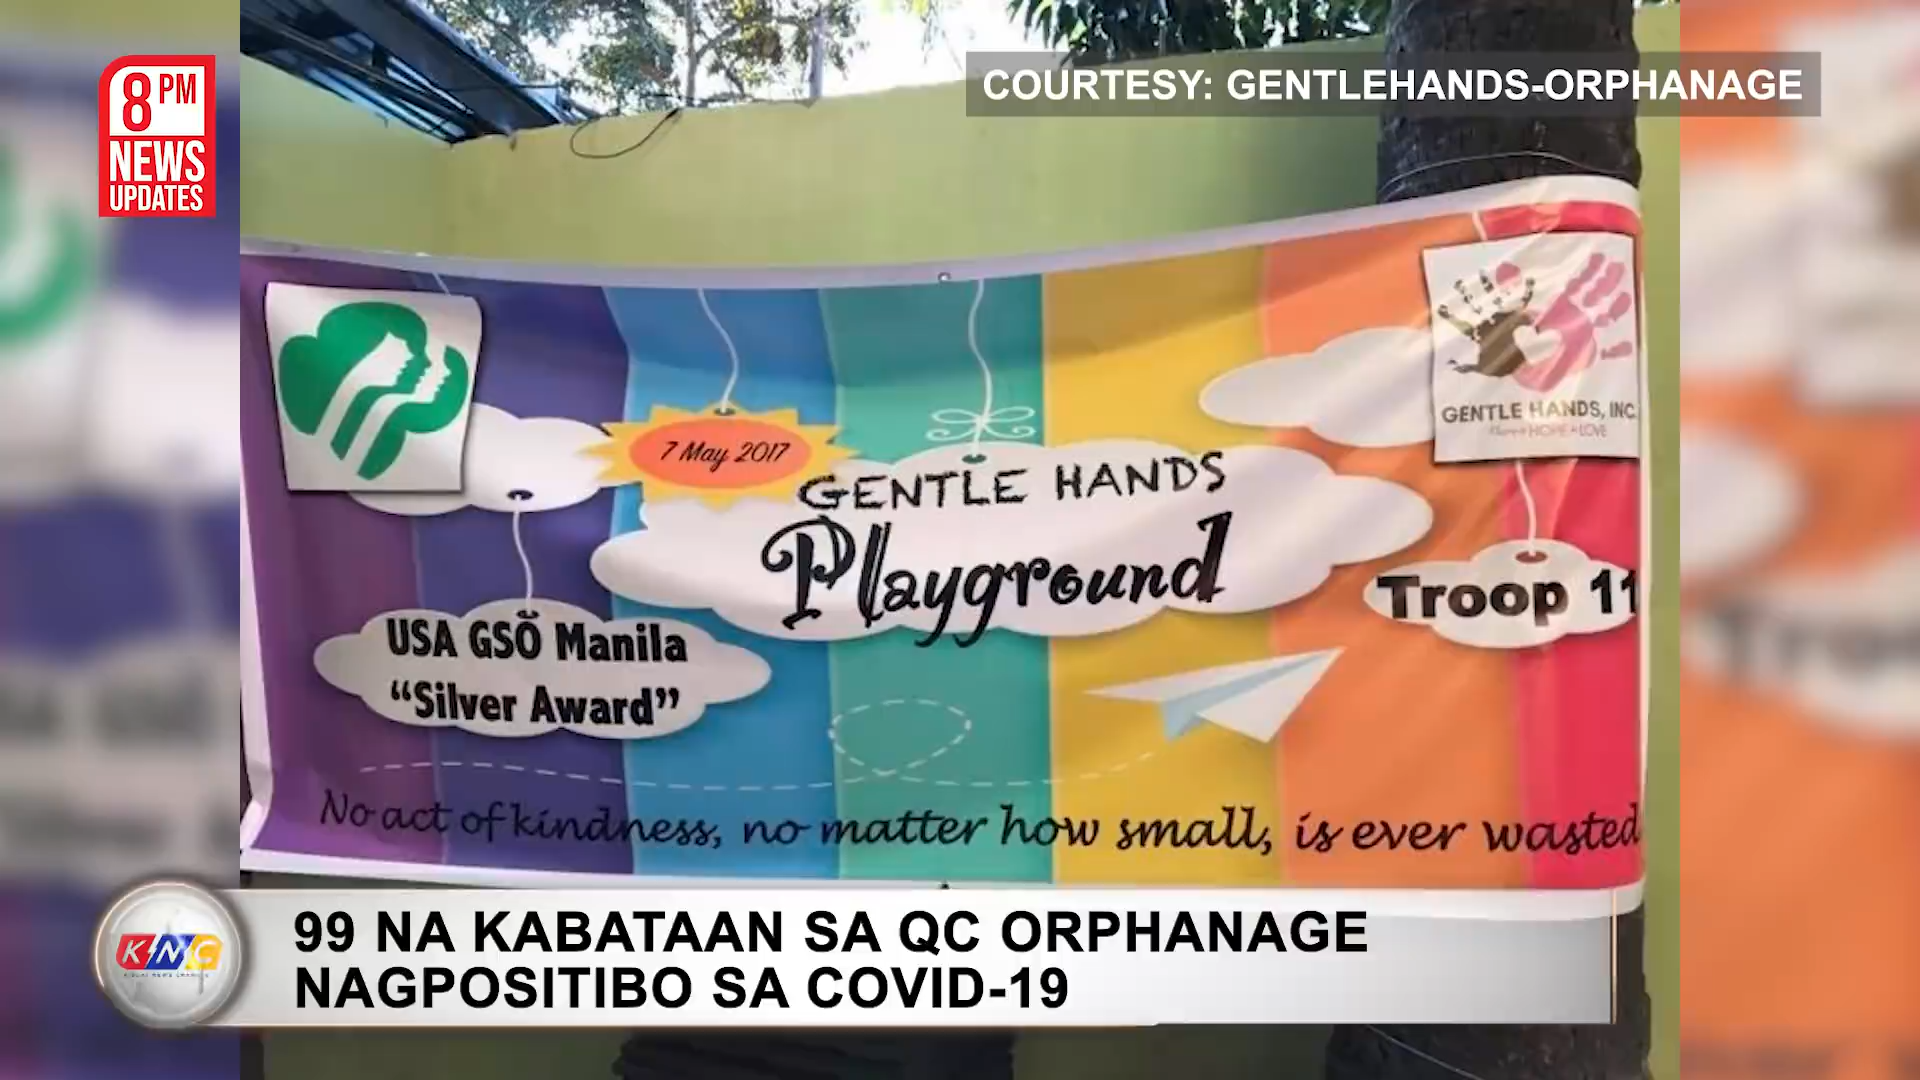 8 PM
NEWS
UPDATES
COURTESY: GENTLEHANDS-ORPHANAGE
7 May 2017
GENTLE HANDS
Playground
GENTLE HANDS, INC.
HOPE LOVE
Troop 11
USA GSO Manila
“Silver Award”
No act of kindness, no matter how small, is ever wasted
KNC
99 NA KABATAAN SA QC ORPHANAGE
NAGPOSITIBO SA COVID-19